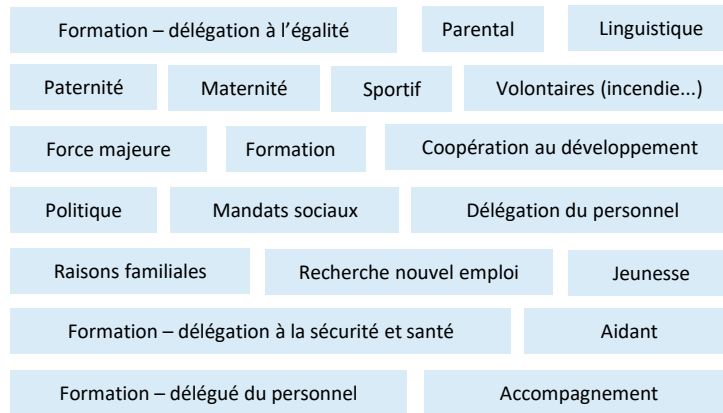 Formation – délégation à l’égalité Parental Linguistique
Paternité Maternité Sportif Volontaires (incendie...)
Force majeure Formation Coopération au développement
Politique Mandats sociaux Délégation du personnel
Raisons familiales Recherche nouvel emploi Jeunesse
Formation – délégation à la sécurité et santé Aidant
Formation – délégué du personnel Accompagnement